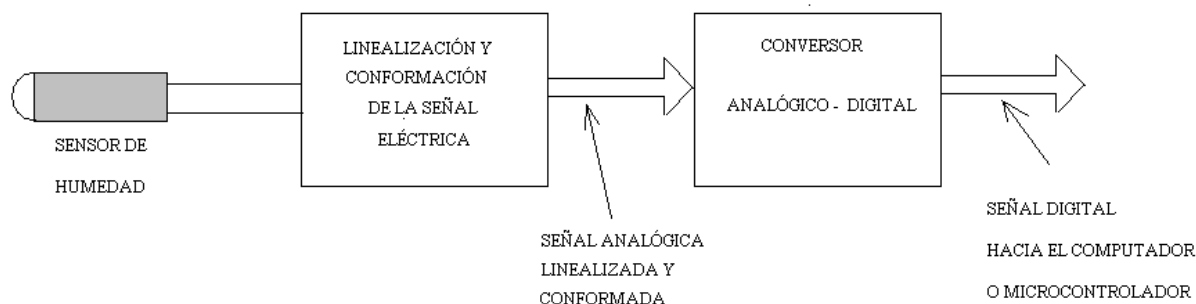 SENSOR DE
HUMEDAD
LINEALIZACIÓN Y
CONFORMACIÓN
DE LA SEÑAL
ELÉCTRICA
SEÑAL ANALÓGICA
LINEALIZADA Y
CONFORMADA
CONVERSOR
ANALÓGICO - DIGITAL
SEÑAL DIGITAL
HACIA EL COMPUTADOR
O MICROCONTROLADOR